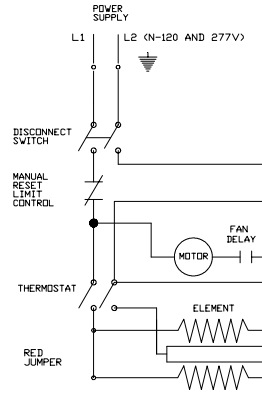 POWER
SUPPLY
L1
L2 (N-120 AND 277V)
DISCONNECT
SWITCH
MANUAL
RESET
LIMIT
CONTROL
FAN
DELAY
MOTOR
THERMOSTAT
ELEMENT
RED
JUMPER